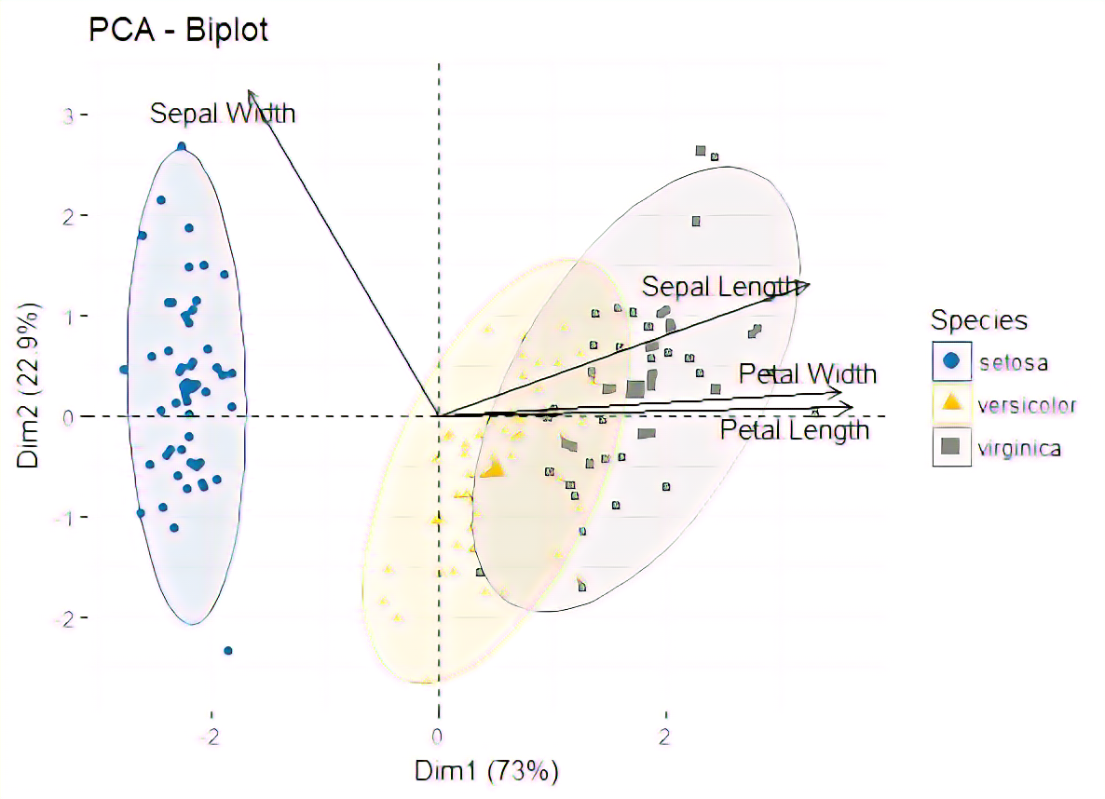 PCA - Biplot
Sepal Width
Sepal Length
Petal Width
Petal Length
3
2
1
0
-1
-2
Dim2 (22.9%)
-2
0
2
Dim1 (73%)
Species
setosa
versicolor
virginica